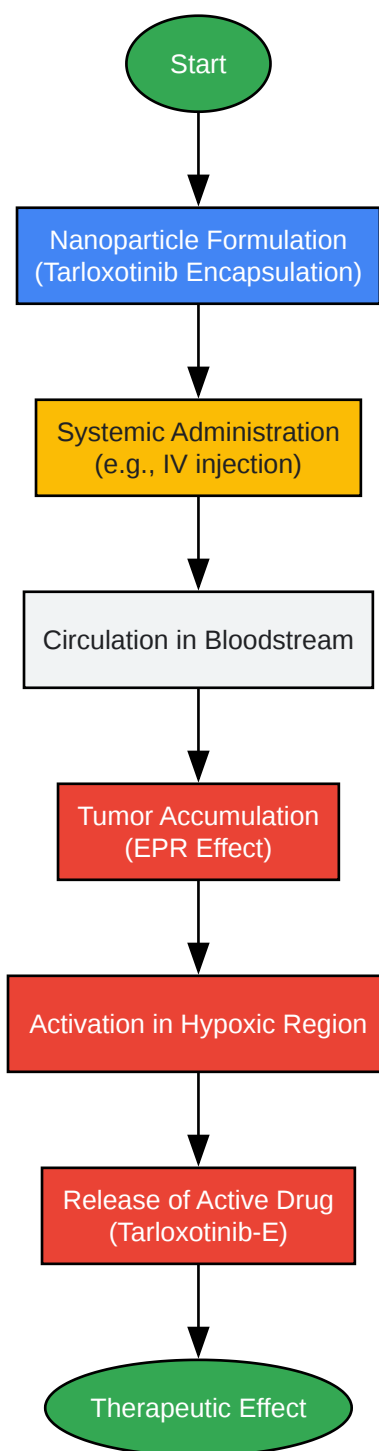 Start
Nanoparticle Formulation
(Tarloxotinib Encapsulation)
Systemic Administration
(e.g., IV injection)
Circulation in Bloodstream
Tumor Accumulation
(EPR Effect)
Activation in Hypoxic Region
Release of Active Drug
(Tarloxotinib-E)
Therapeutic Effect